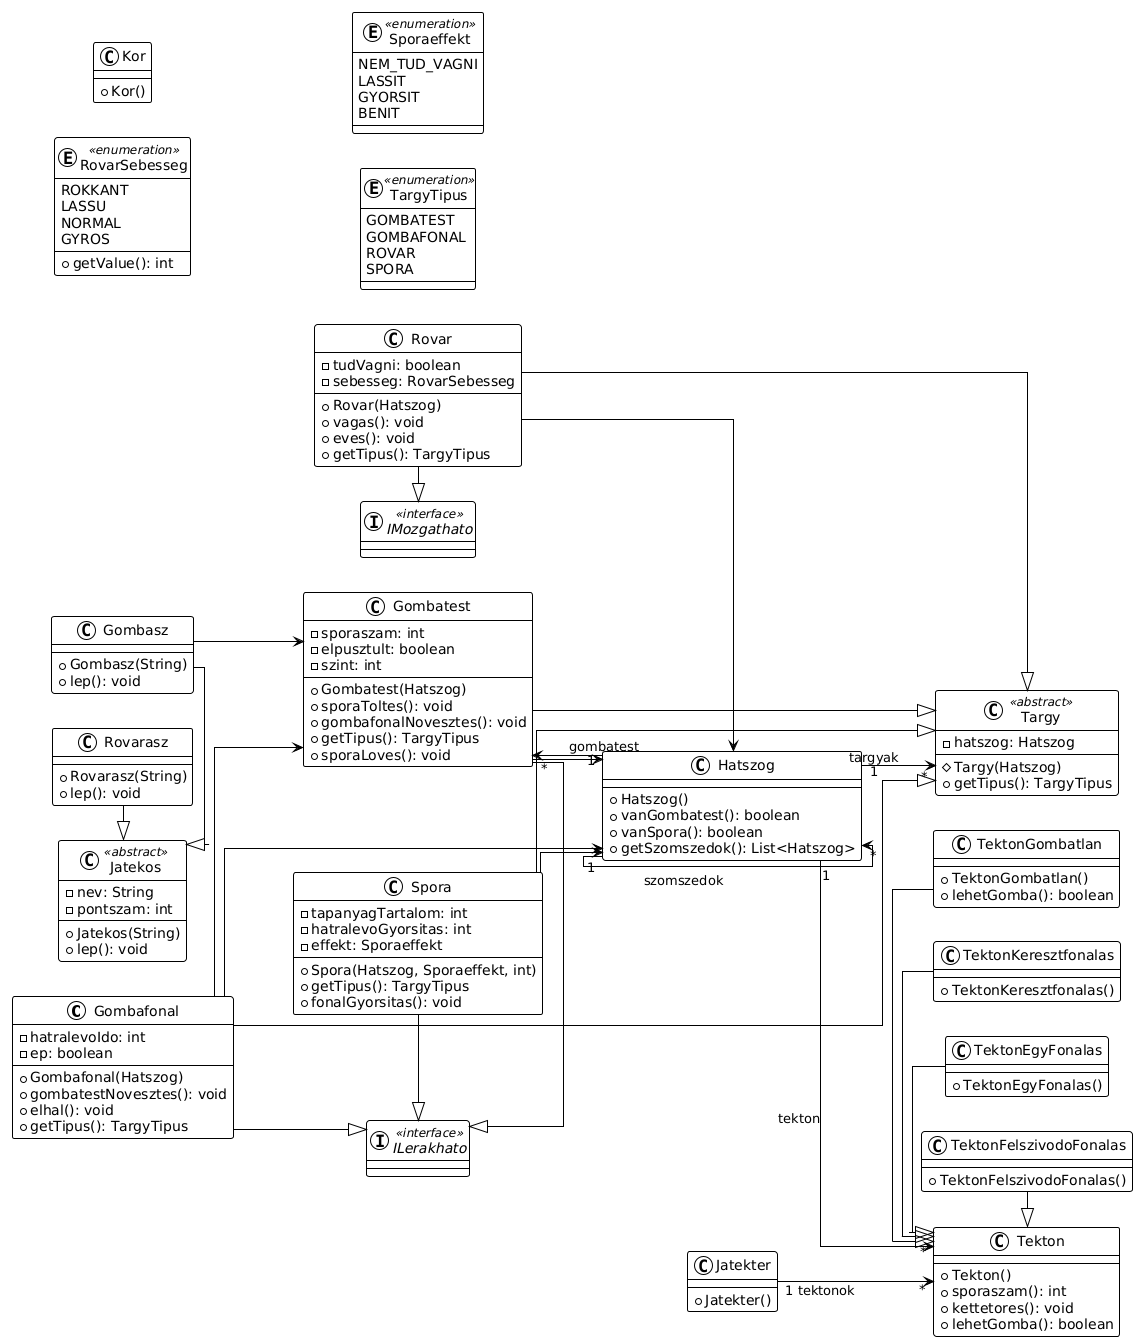 C Kor
Kor()
«enumeration»
E Sporaeffekt
NEM_TUD_VAGNI
LASSIT
GYORSIT
BENIT
«enumeration»
E RovarSebesseg
ROKKANT
LASSU
NORMAL
GYROS
getValue(): int
«enumeration»
E TargyTipus
GOMBATEST
GOMBAFONAL
ROVAR
SPORA
C Rovar
tudVagni: boolean
sebesseg: RovarSebesseg
Rovar(Hatszog)
vagas(): void
eves(): void
getTipus(): TargyTipus
«interface»
I IMozgathato
C Gombasz
Gombasz(String)
lep(): void
C Gombatest
sporaszam: int
elpusztult: boolean
szint: int
Gombatest(Hatszog)
sporaToltes(): void
gombafonalNovesztes(): void
getTipus(): TargyTipus
sporaLoves(): void
C Rovarasz
Rovarasz(String)
lep(): void
«abstract»
C Jatekos
nev: String
pontszam: int
Jatekos(String)
lep(): void
gombatest
1
*
C Hatszog
Hatszog()
vanGombatest(): boolean
vanSpora(): boolean
getSzomszedok(): List<Hatszog>
targyak
1
*
«abstract»
C Targy
hatszog: Hatszog
Targy(Hatszog)
getTipus(): TargyTipus
1
*
szomszedok
1
C TektonGombatlan
TektonGombatlan()
lehetGomba(): boolean
C Spora
tapanyagTartalom: int
hatralevoGyorsitas: int
effekt: Sporaeffekt
Spora(Hatszog, Sporaeffekt, int)
getTipus(): TargyTipus
fonalGyorsitas(): void
C TektonKeresztfonalas
TektonKeresztfonalas()
C Gombafonal
hatralevoIdo: int
ep: boolean
Gombafonal(Hatszog)
gombatestNovesztes(): void
elhal(): void
getTipus(): TargyTipus
C TektonEgyFonalas
TektonEgyFonalas()
«interface»
I ILerakhato
tekton
C TektonFelszivodoFonalas
TektonFelszivodoFonalas()
*
C Tekton
Tekton()
sporaszam(): int
kettetores(): void
lehetGomba(): boolean
C Jatekter
Jatekter()
1 tektonok
*